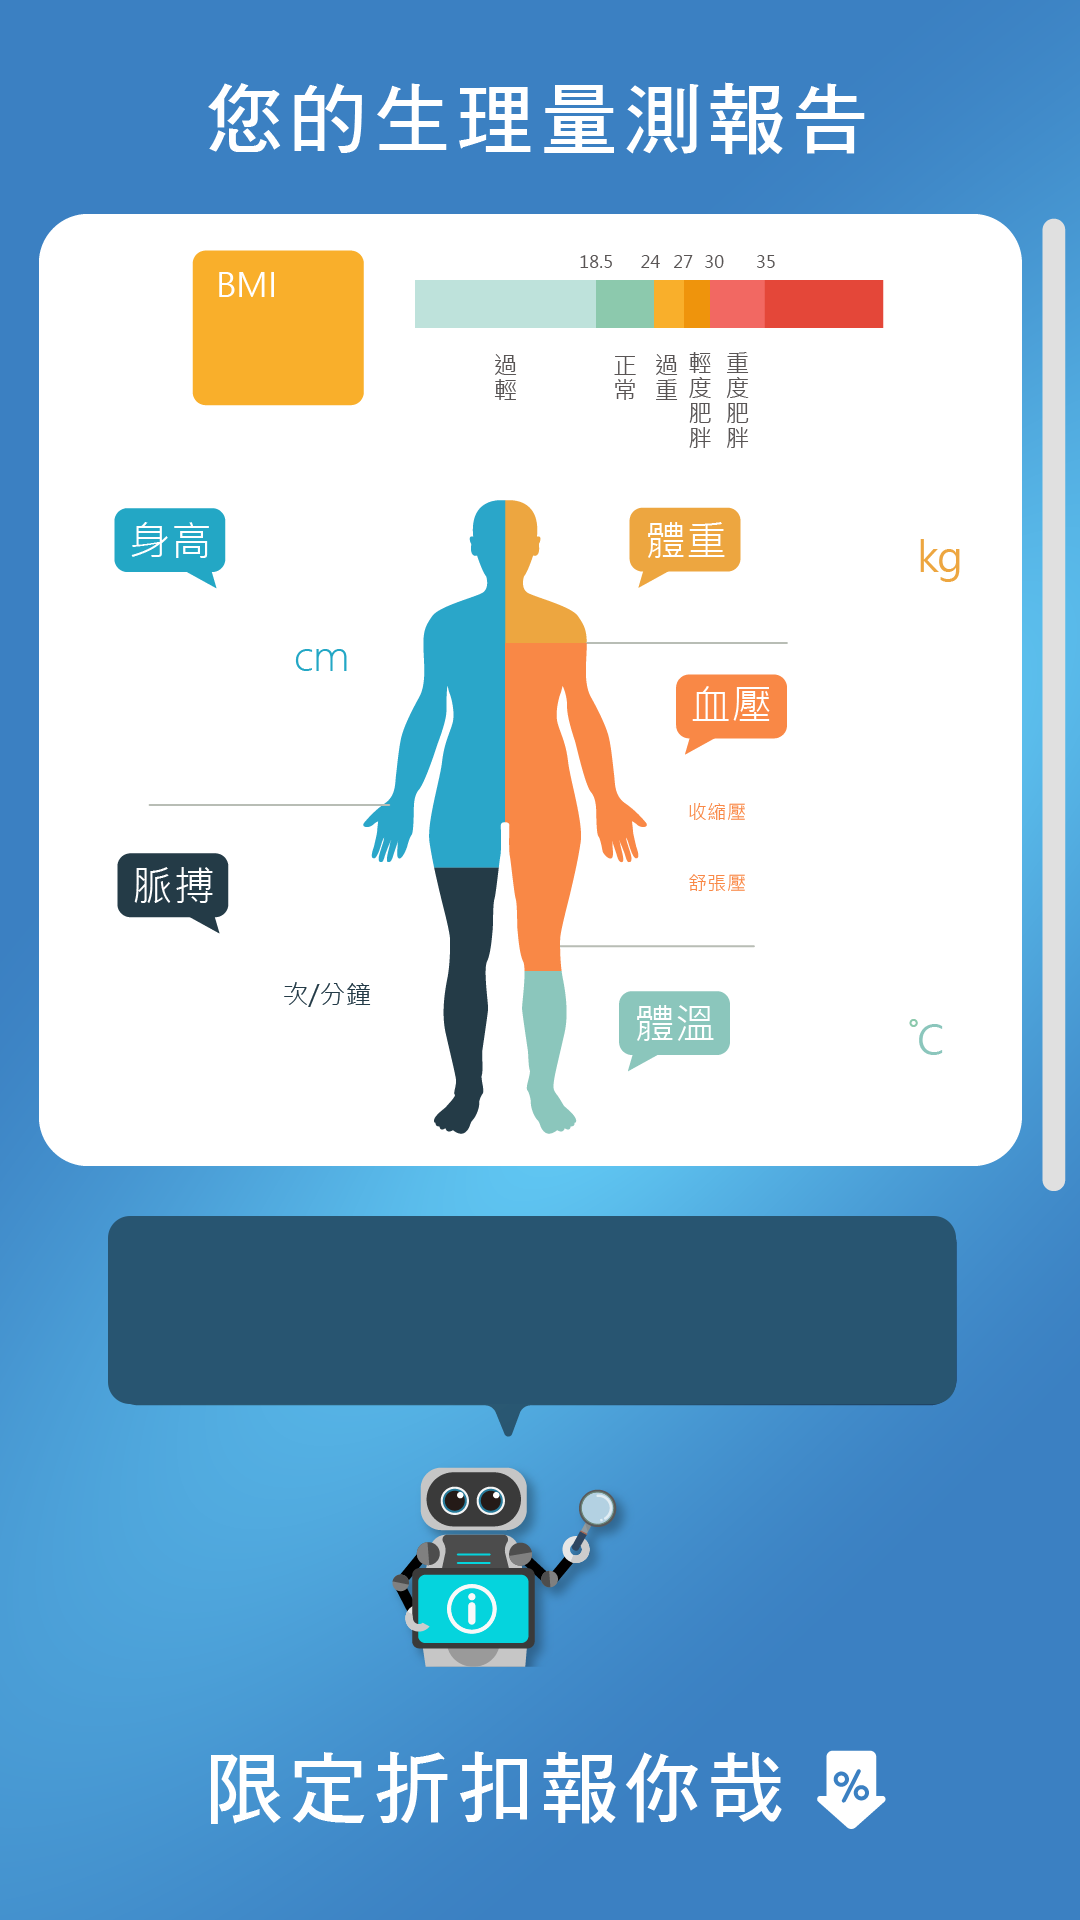 您的生理量測報告
BMI
18.5 24 27 30 35
過輕
正常
過重
輕度肥胖
重度肥胖
身高
cm
體重
kg
血壓
收縮壓
舒張壓
脈搏
次/分鐘
體溫
°C
限定折扣報你哉
%